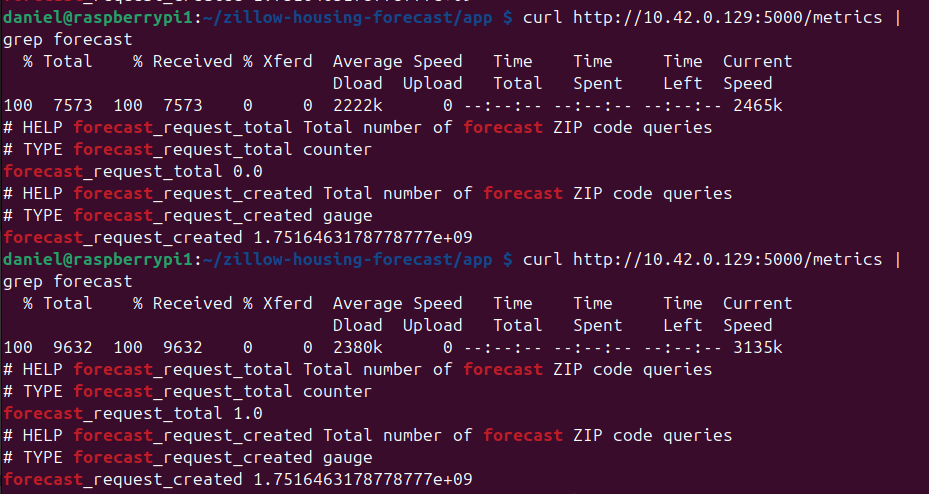 daniel@raspberrypi1:~/zillow-housing-forecast/app $ curl http://10.42.0.129:5000/metrics |
grep forecast
  % Total    % Received % Xferd  Average Speed   Time    Time     Time  Current
                                 Dload  Upload   Total   Spent    Left  Speed
100  7573  100  7573    0     0  2222k      0 --:--:-- --:--:-- --:--:-- 2465k
# HELP forecast_request_total Total number of forecast ZIP code queries
# TYPE forecast_request_total counter
forecast_request_total 0.0
# HELP forecast_request_created Total number of forecast ZIP code queries
# TYPE forecast_request_created gauge
forecast_request_created 1.7516463178778777e+09
daniel@raspberrypi1:~/zillow-housing-forecast/app $ curl http://10.42.0.129:5000/metrics |
grep forecast
  % Total    % Received % Xferd  Average Speed   Time    Time     Time  Current
                                 Dload  Upload   Total   Spent    Left  Speed
100  9632  100  9632    0     0  2380k      0 --:--:-- --:--:-- --:--:-- 3135k
# HELP forecast_request_total Total number of forecast ZIP code queries
# TYPE forecast_request_total counter
forecast_request_total 1.0
# HELP forecast_request_created Total number of forecast ZIP code queries
# TYPE forecast_request_created gauge
forecast_request_created 1.7516463178778777e+09